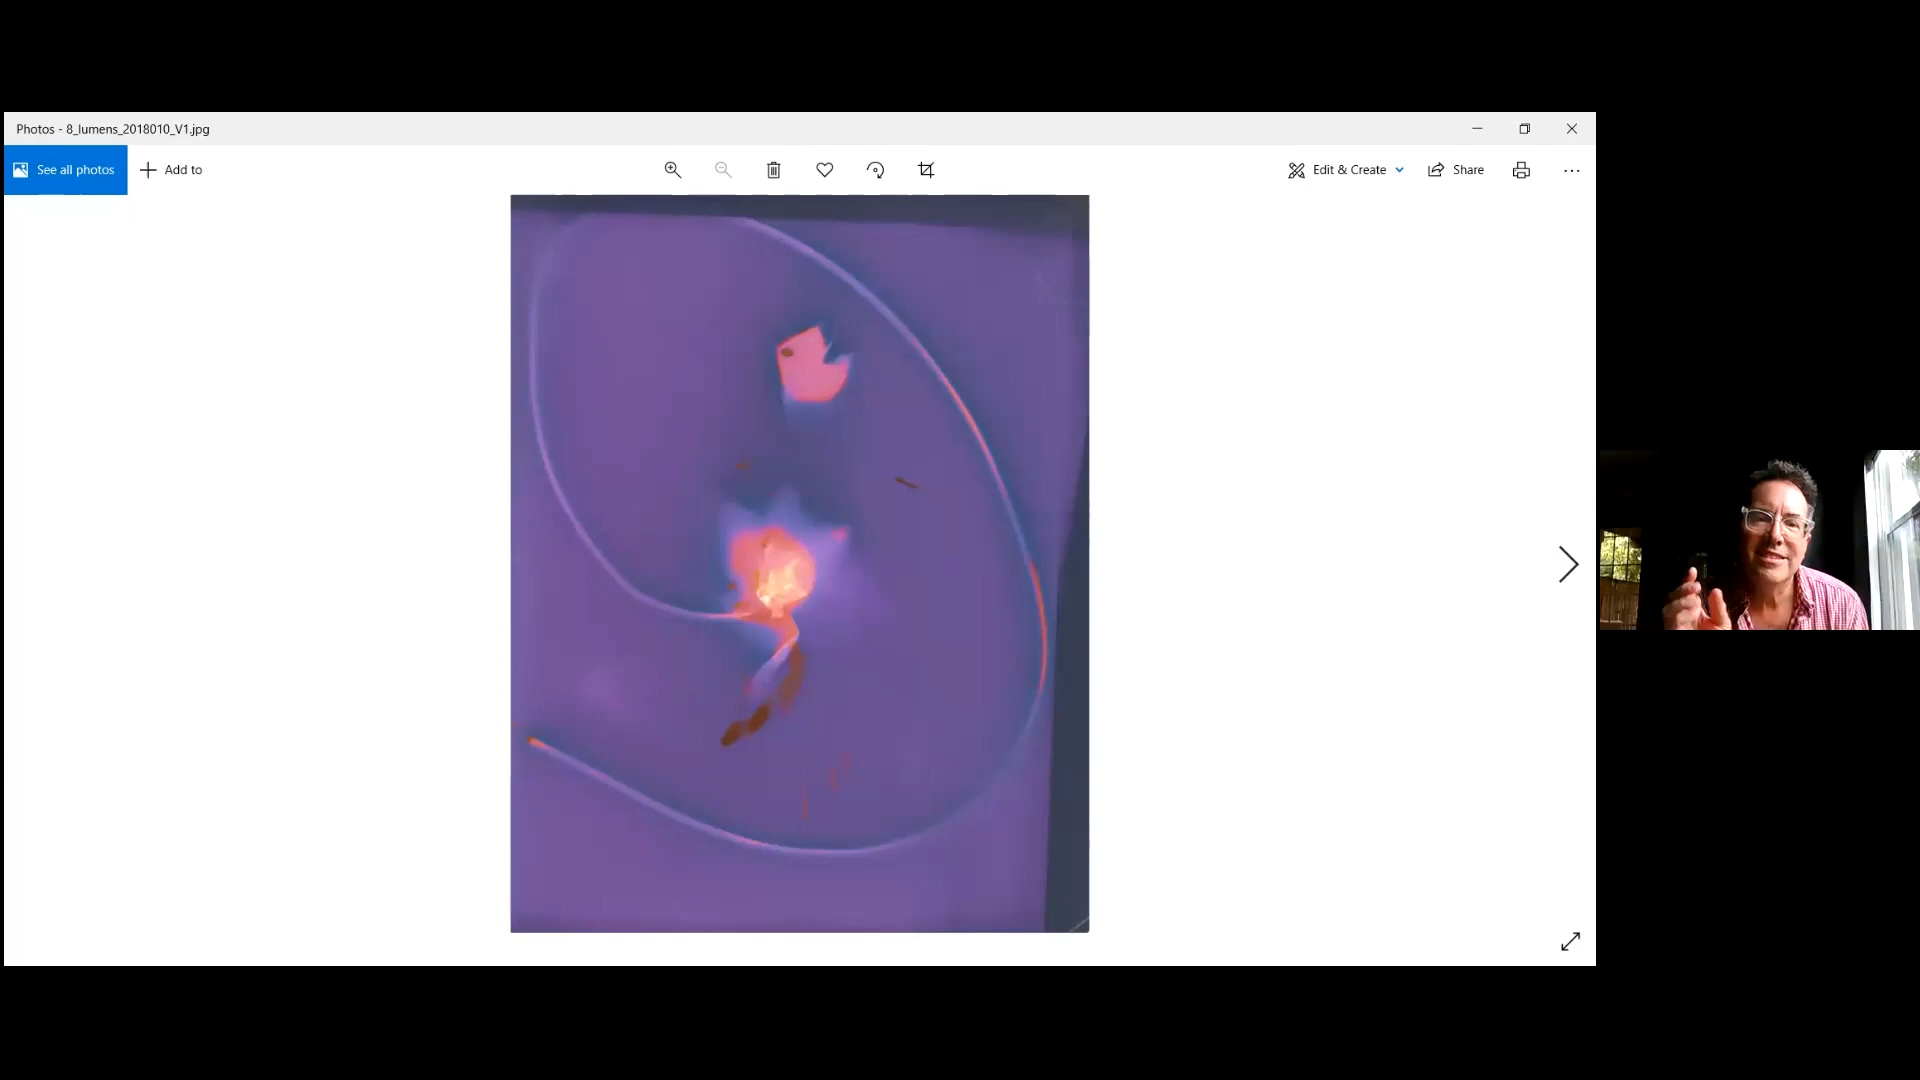 Photos - 8_lumens_2018010_V1.jpg
See all photos
Add to
Edit & Create
Share